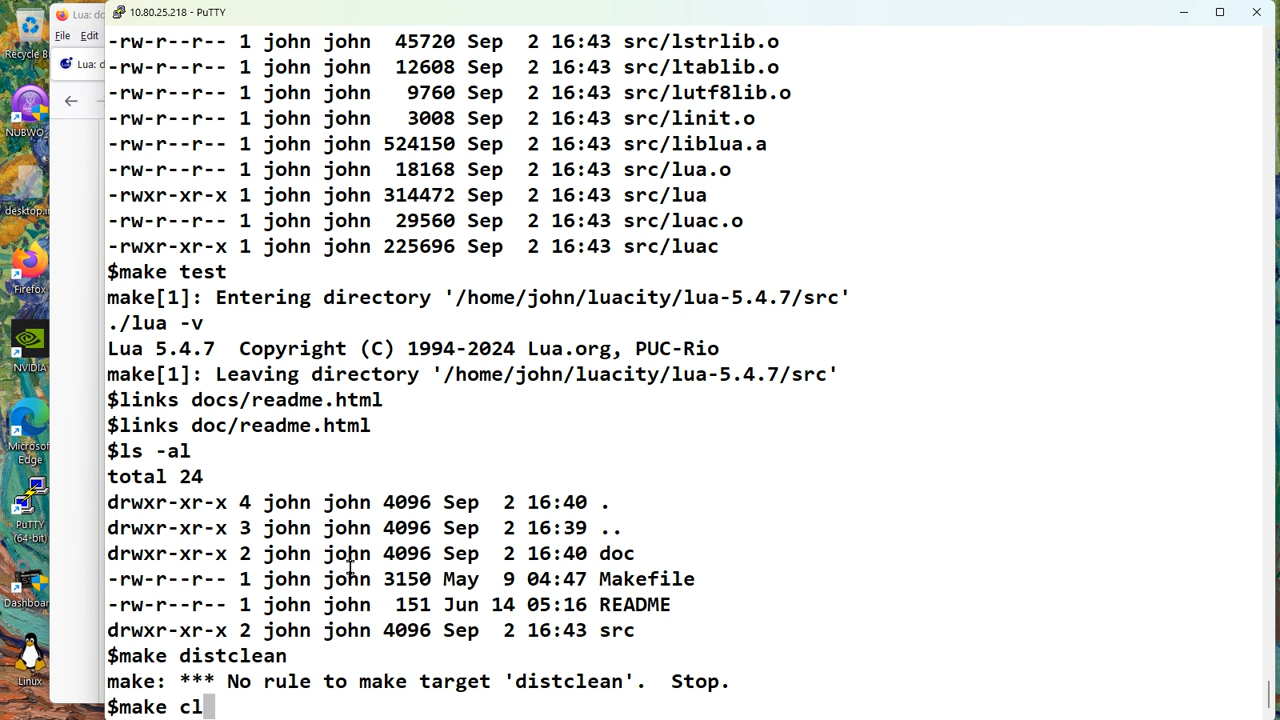 10.80.25.218 - PuTTY
Recycle B
NUBWO
desktop.in
Firefox
NVIDIA
Microsof
Edge
PuTTY
(64-bit)
Dashboar
Linux
Lua: do
File Edit
Lua: d
-rw-r--r-- 1 john john  45720 Sep  2 16:43 src/lstrlib.o
-rw-r--r-- 1 john john  12608 Sep  2 16:43 src/ltablib.o
-rw-r--r-- 1 john john   9760 Sep  2 16:43 src/lutf8lib.o
-rw-r--r-- 1 john john   3008 Sep  2 16:43 src/linit.o
-rw-r--r-- 1 john john 524150 Sep  2 16:43 src/liblua.a
-rw-r--r-- 1 john john  18168 Sep  2 16:43 src/lua.o
-rwxr-xr-x 1 john john 314472 Sep  2 16:43 src/lua
-rw-r--r-- 1 john john  29560 Sep  2 16:43 src/luac.o
-rwxr-xr-x 1 john john 225696 Sep  2 16:43 src/luac
$make test
make[1]: Entering directory '/home/john/luacity/lua-5.4.7/src'
./lua -v
Lua 5.4.7  Copyright (C) 1994-2024 Lua.org, PUC-Rio
make[1]: Leaving directory '/home/john/luacity/lua-5.4.7/src'
$links docs/readme.html
$links doc/readme.html
$ls -al
total 24
drwxr-xr-x 4 john john 4096 Sep  2 16:40 .
drwxr-xr-x 3 john john 4096 Sep  2 16:39 ..
drwxr-xr-x 2 john john 4096 Sep  2 16:40 doc
-rw-r--r-- 1 john john 3150 May  9 04:47 Makefile
-rw-r--r-- 1 john john  151 Jun 14 05:16 README
drwxr-xr-x 2 john john 4096 Sep  2 16:43 src
$make distclean
make: *** No rule to make target 'distclean'.  Stop.
$make cl